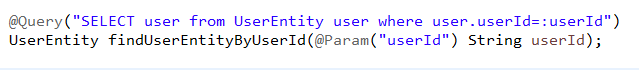 @Query("SELECT user from UserEntity user where user.userId=:userId")
UserEntity findUserEntityByUserId(@Param("userId") String userId);